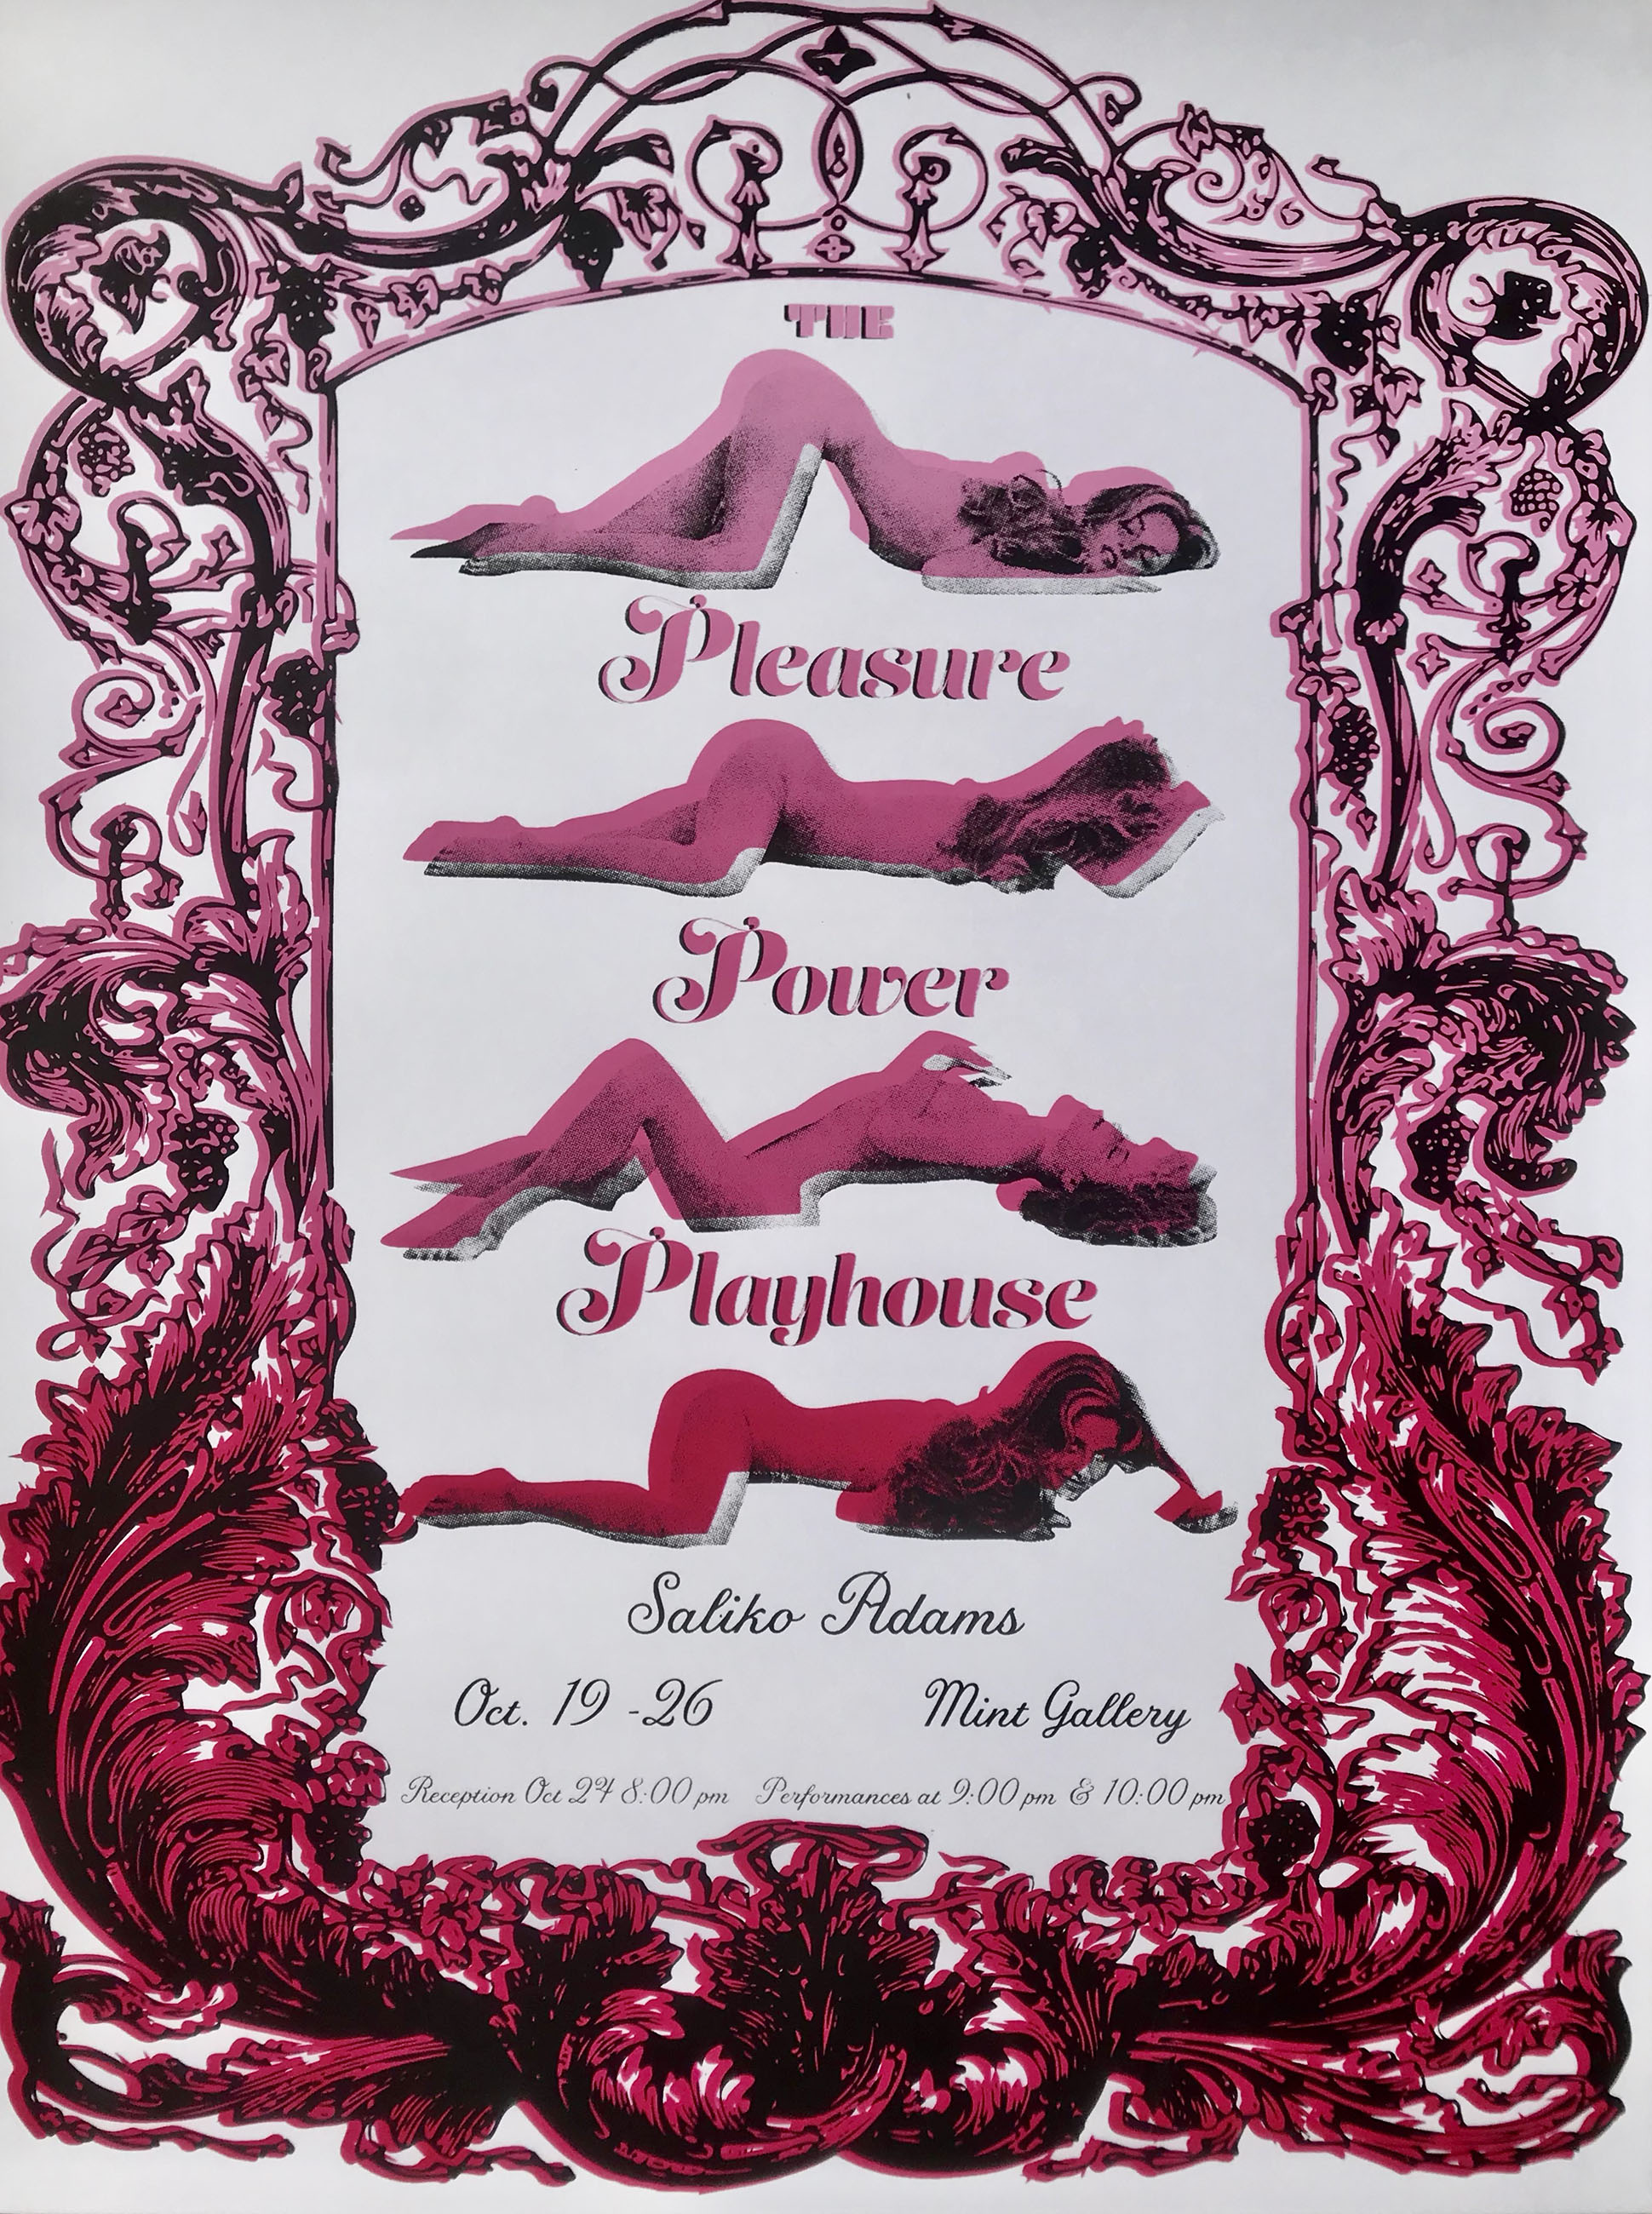 THE
Pleasure
Power
Playhouse
Saliko Adams
Oct. 19 -26 Mint Gallery
Reception Oct 24 8:00 pm Performances at 9:00 pm & 10:00 pm